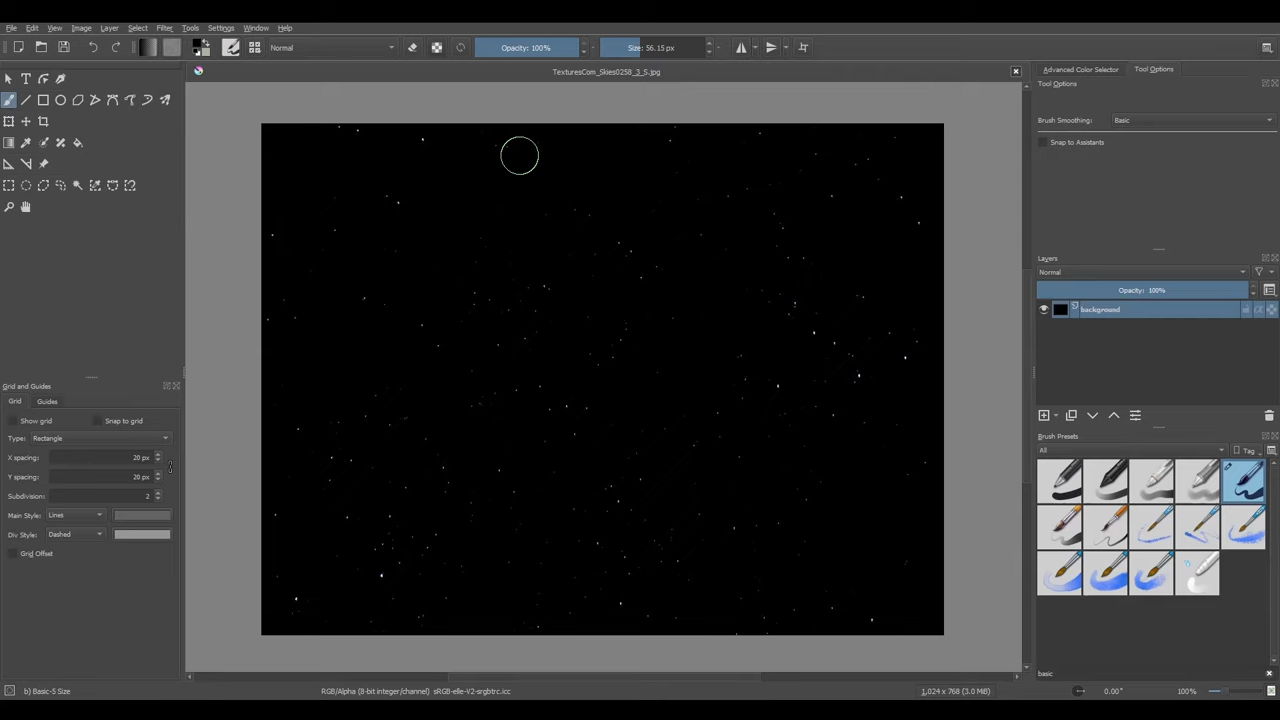 File Edit View Image Layer Select Filter Tools Settings Window Help
Normal Opacity: 100% Size: 56.15 px
TexturesCom_Skies0258_3_S.jpg
Advanced Color Selector Tool Options
Tool Options
Brush Smoothing: Basic
Snap to Assistants
Layers
Normal
Opacity: 100%
background
Grid and Guides
Grid Guides
Show grid Snap to grid
Type: Rectangle
X spacing: 20 px
Y spacing: 20 px
Subdivision: 2
Main Style: Lines
Div Style: Dashed
Grid Offset
Brush Presets
All Tag
basic
b) Basic-5 Size RGB/Alpha (8-bit integer/channel) sRGB-elle-V2-srgbtrc.icc 1,024 x 768 (3.0 MiB) 0.00° 100%